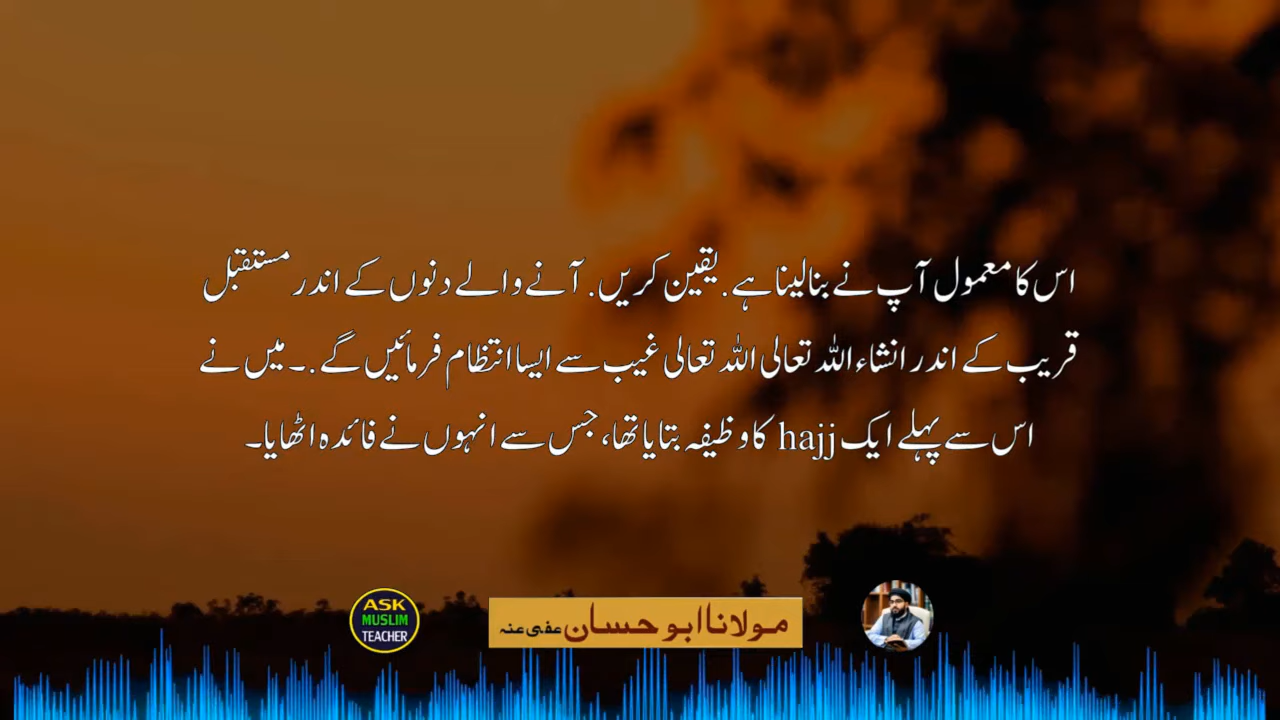 اس کا معمول آپ نے بنا لینا ہے. یقین کریں. آنے والے دنوں کے اندر مستقبل
قریب کے اندر انشاء اللہ تعالی اللہ تعالی غیب سے ایسا انتظام فرمائیں گے .۔ میں نے
اس سے پہلے ایک hajj کا وظیفہ بتایا تھا، جس سے انہوں نے فائدہ اٹھایا۔
ASK
MUSLIM
TEACHER
مولانا ابو حسان عفی عنہ